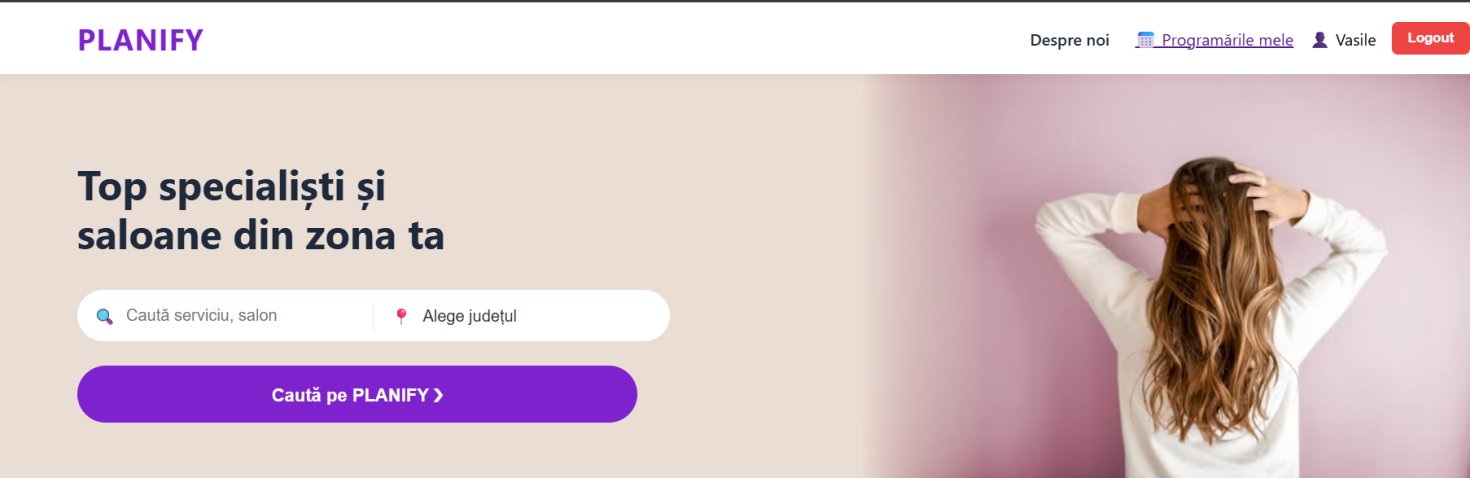 PLANIFY
Despre noi
Programările mele
Vasile
Logout
Top specialiști și
saloane din zona ta
Caută serviciu, salon
Alege județul
Caută pe PLANIFY ❯